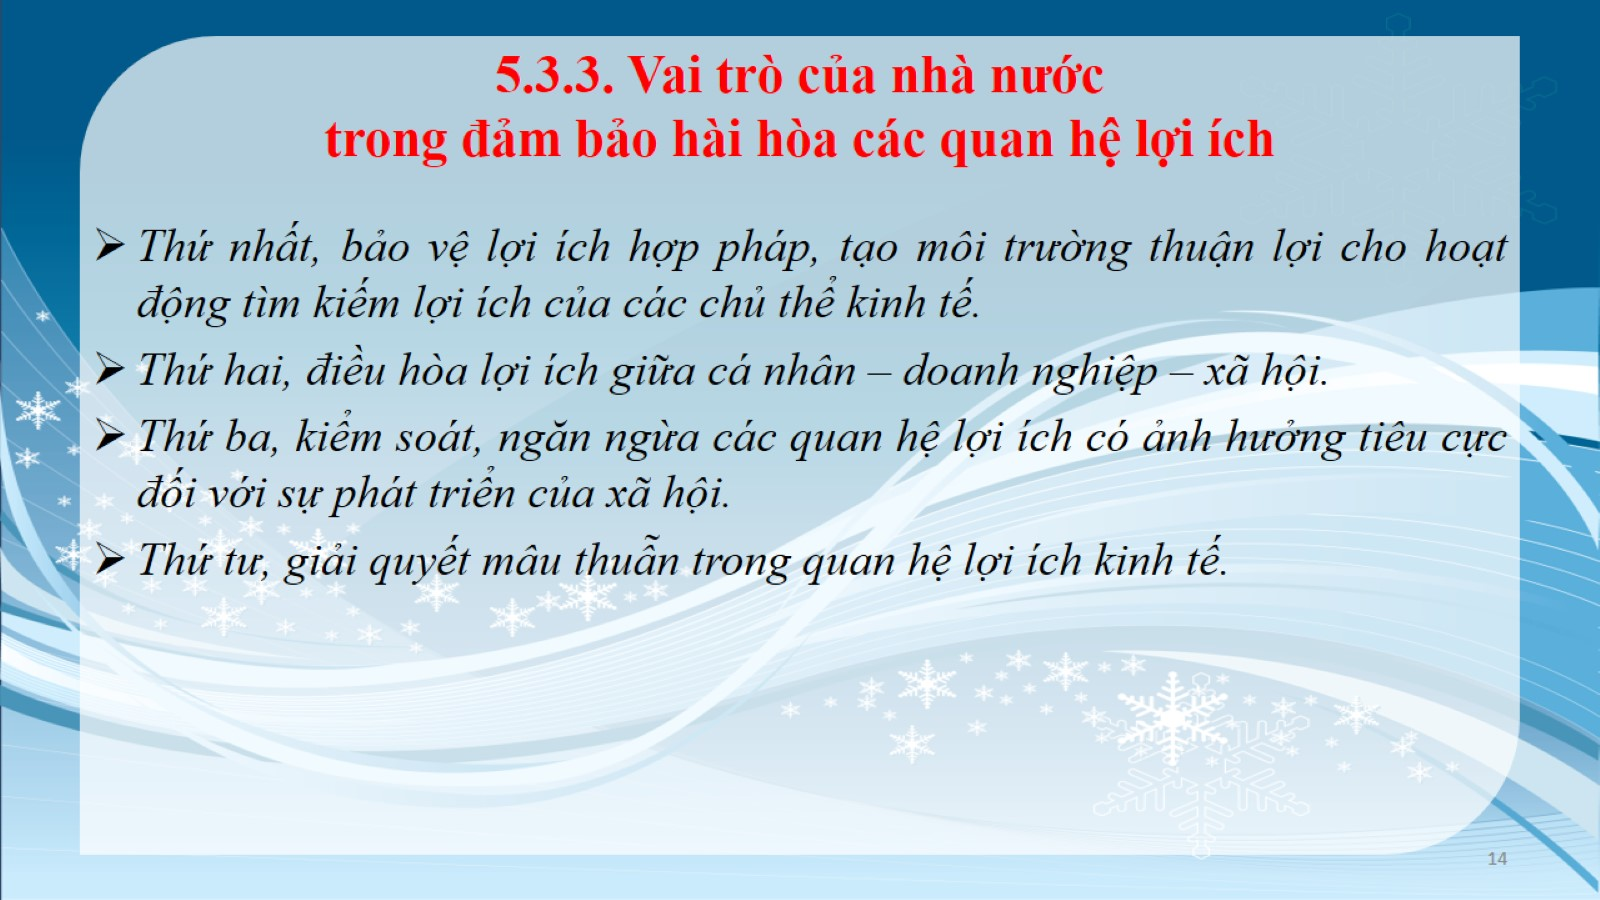 5.3.3. Vai trò của nhà nước
trong đảm bảo hài hòa các quan hệ lợi ích
Thứ nhất, bảo vệ lợi ích hợp pháp, tạo môi trường thuận lợi cho hoạt
động tìm kiếm lợi ích của các chủ thể kinh tế.
Thứ hai, điều hòa lợi ích giữa cá nhân – doanh nghiệp – xã hội.
Thứ ba, kiểm soát, ngăn ngừa các quan hệ lợi ích có ảnh hưởng tiêu cực
đối với sự phát triển của xã hội.
Thứ tư, giải quyết mâu thuẫn trong quan hệ lợi ích kinh tế.
14